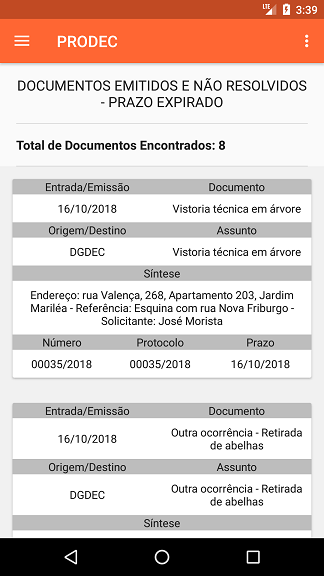 LTE 3:39
PRODEC
DOCUMENTOS EMITIDOS E NÃO RESOLVIDOS
- PRAZO EXPIRADO
Total de Documentos Encontrados: 8
Entrada/Emissão Documento
16/10/2018 Vistoria técnica em árvore
Origem/Destino Assunto
DGDEC Vistoria técnica em árvore
Síntese
Endereço: rua Valença, 268, Apartamento 203, Jardim
Mariléa - Referência: Esquina com rua Nova Friburgo -
Solicitante: José Morista
Número Protocolo Prazo
00035/2018 00035/2018 16/10/2018
Entrada/Emissão Documento
16/10/2018 Outra ocorrência - Retirada
de abelhas
Origem/Destino Assunto
DGDEC Outra ocorrência - Retirada
de abelhas
Síntese